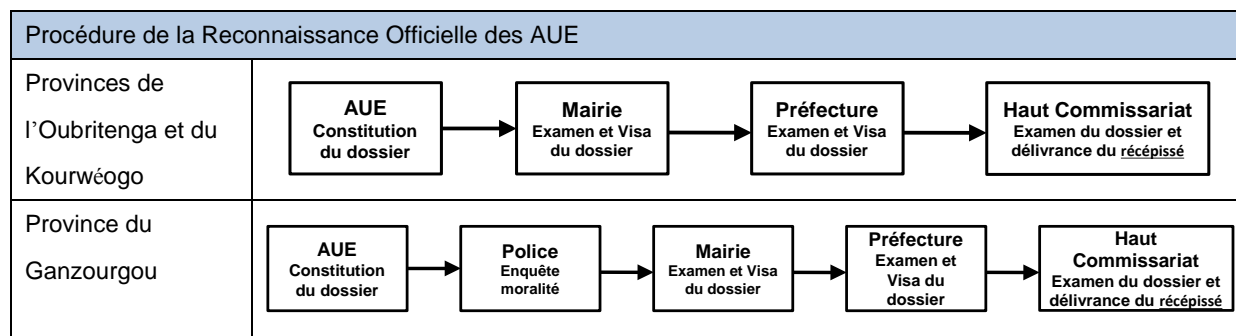 Procédure de la Reconnaissance Officielle des AUE
Provinces de
l'Oubritenga et du
Kourwéogo
AUE
Constitution
du dossier
Mairie
Examen et Visa
du dossier
Préfecture
Examen et Visa
du dossier
Haut Commissariat
Examen du dossier et
délivrance du récépissé
Province du
Ganzourgou
AUE
Constitution
du dossier
Police
Enquête
moralité
Mairie
Examen et Visa
du dossier
Préfecture
Examen et
Visa du
dossier
Haut
Commissariat
Examen du dossier et
délivrance du récépissé